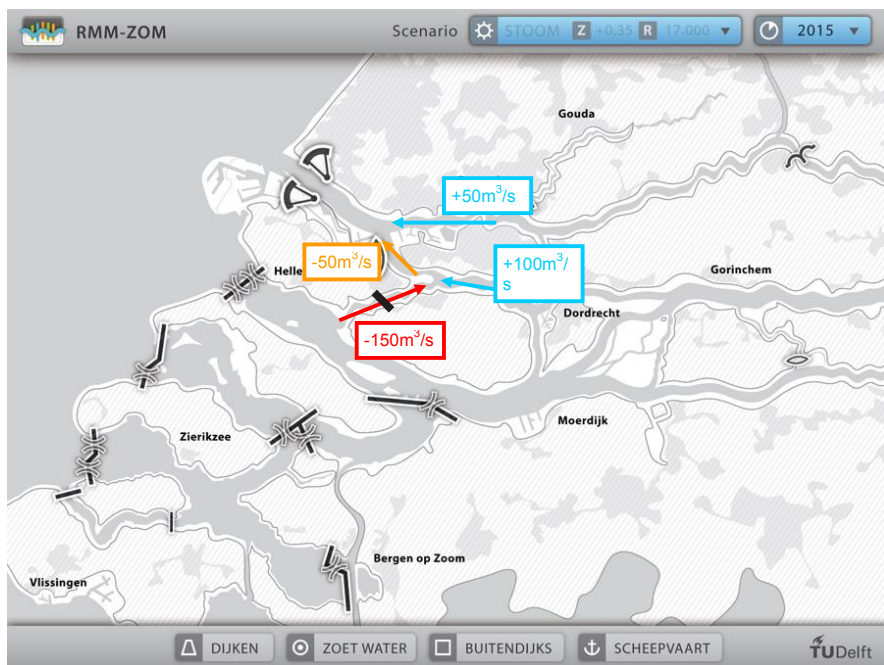 RMM-ZOM
Scenario STOOM Z +0,35 R 17.000 2015
Gouda
+50m³/s
-50m³/s
Helle
+100m³/
s
Gorinchem
Dordrecht
-150m³/s
Zierikzee
Moerdijk
Bergen op Zoom
Vlissingen
DIJKEN ZOET WATER BUITENDIJKS SCHEEPVAART
TUDelft